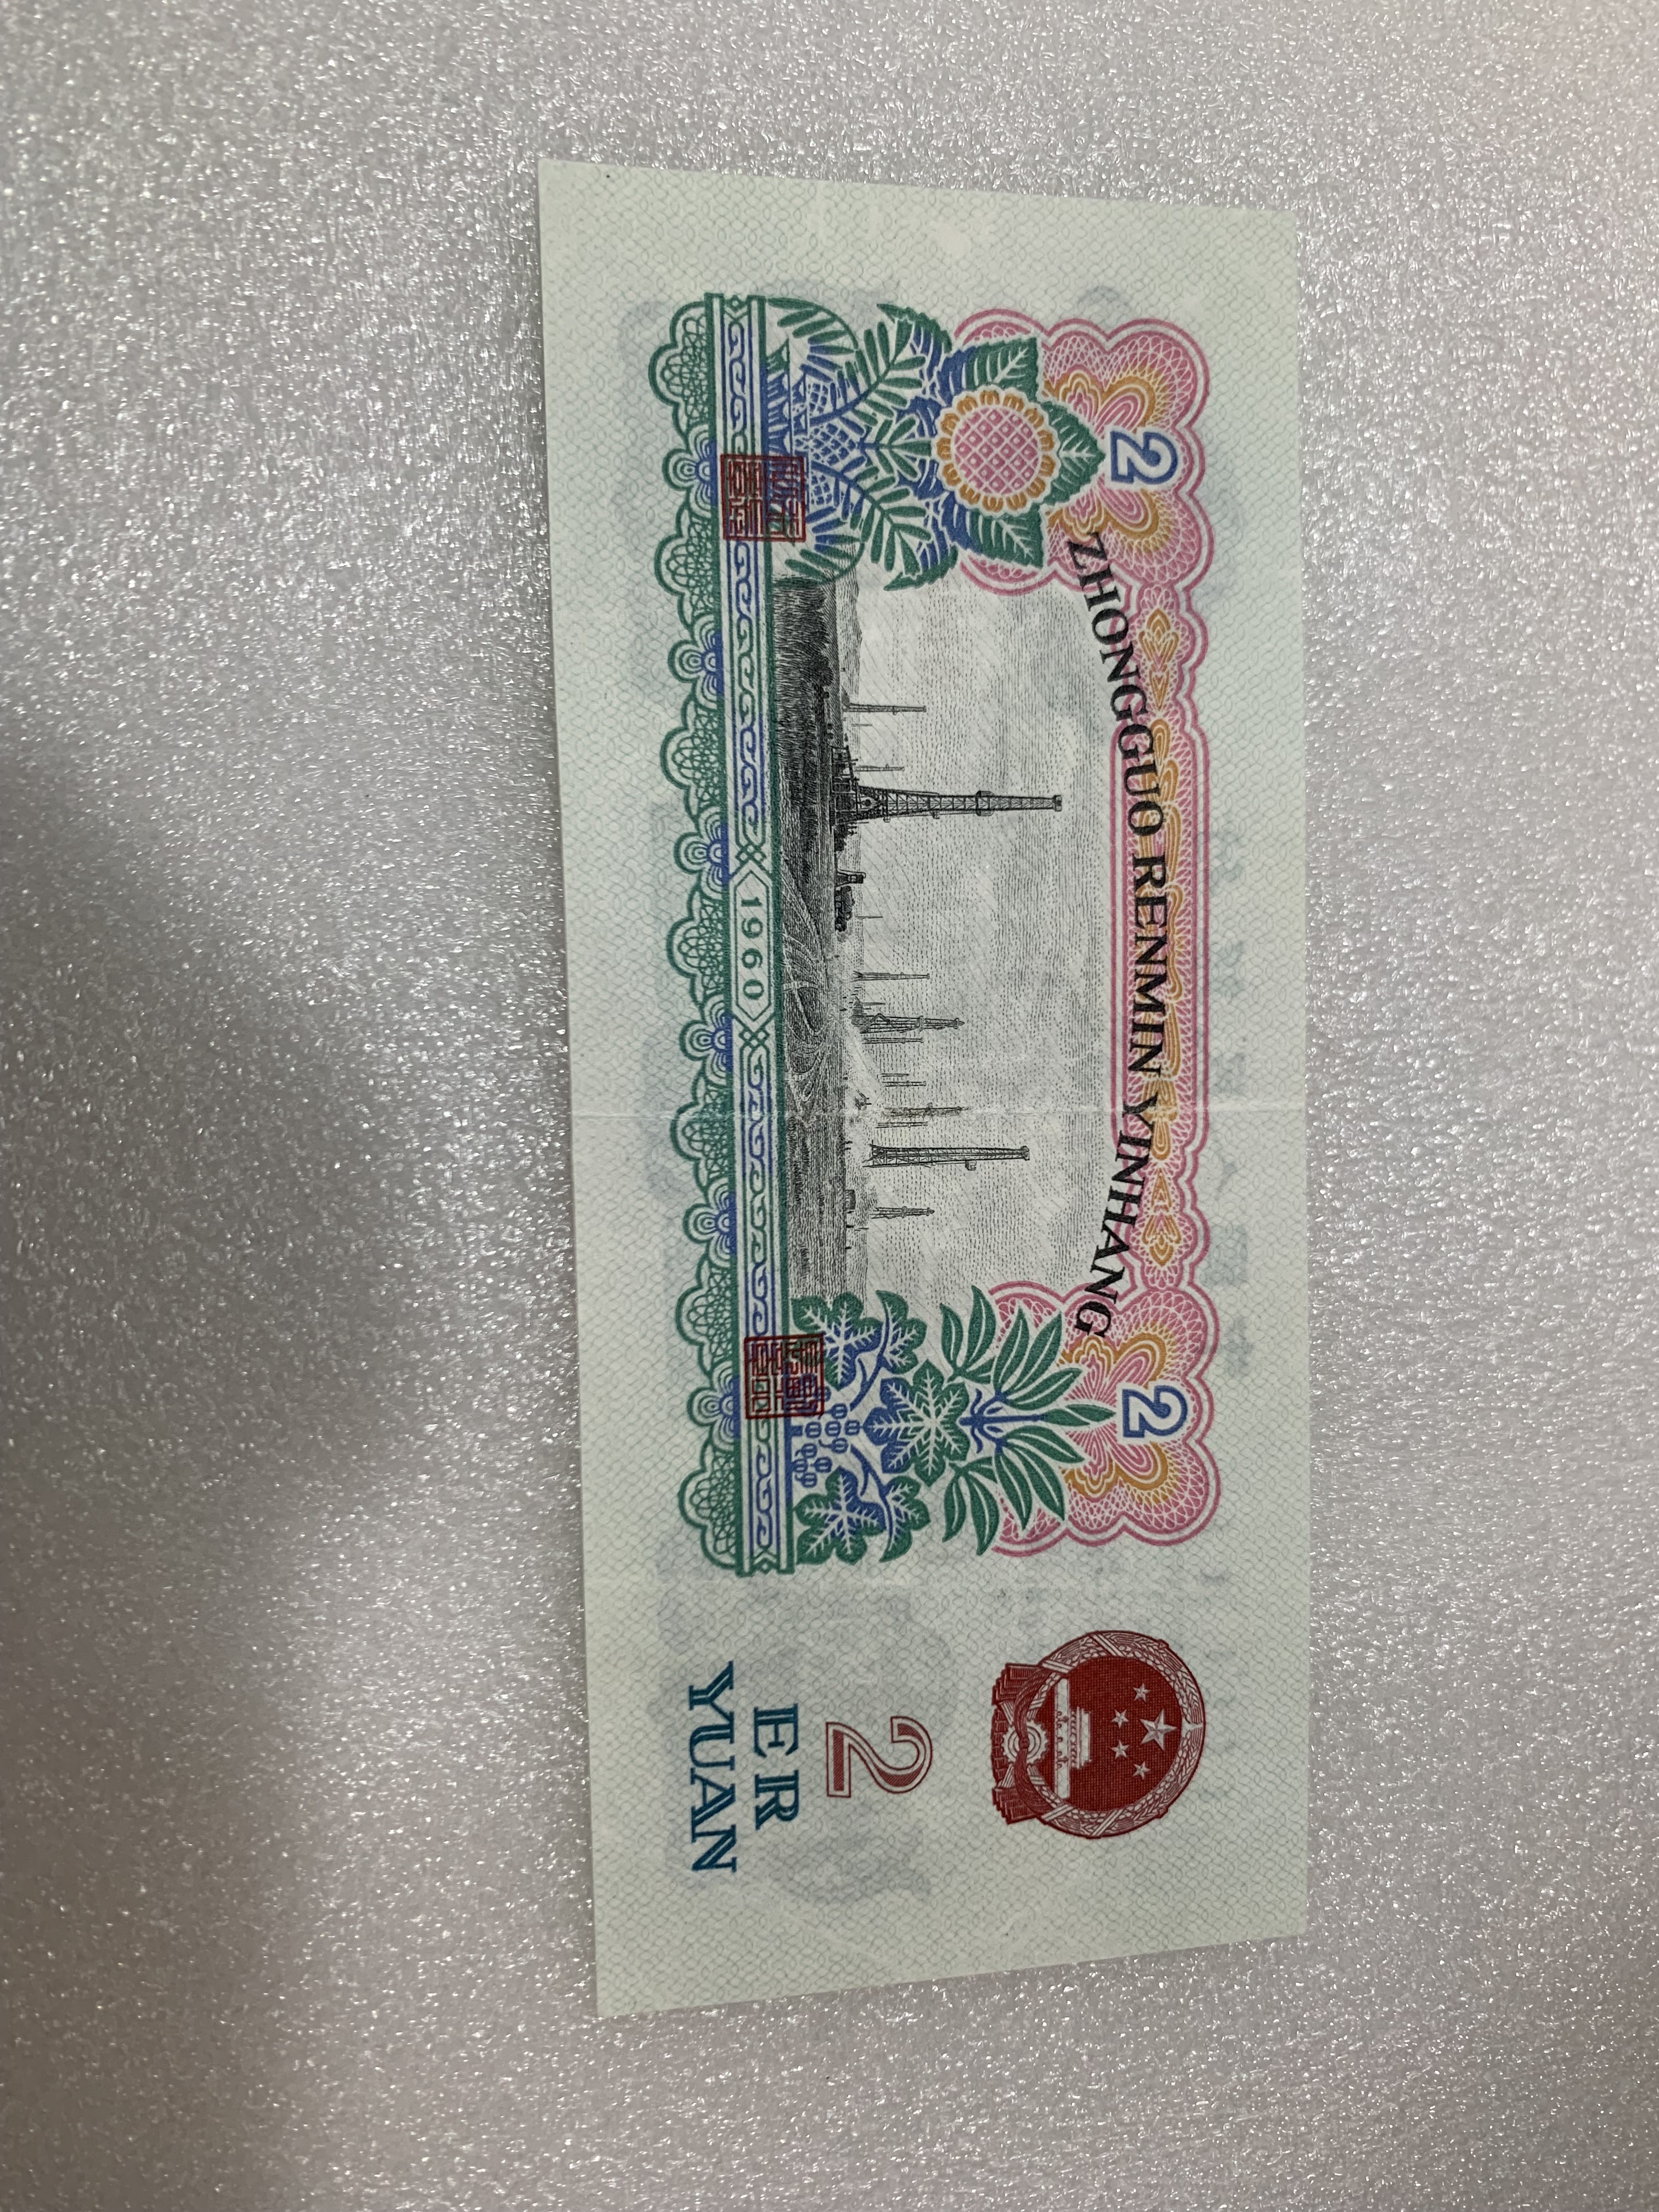 2
2
ZHONGGUO RENMIN YINHANG
2
ER
YUAN
1960